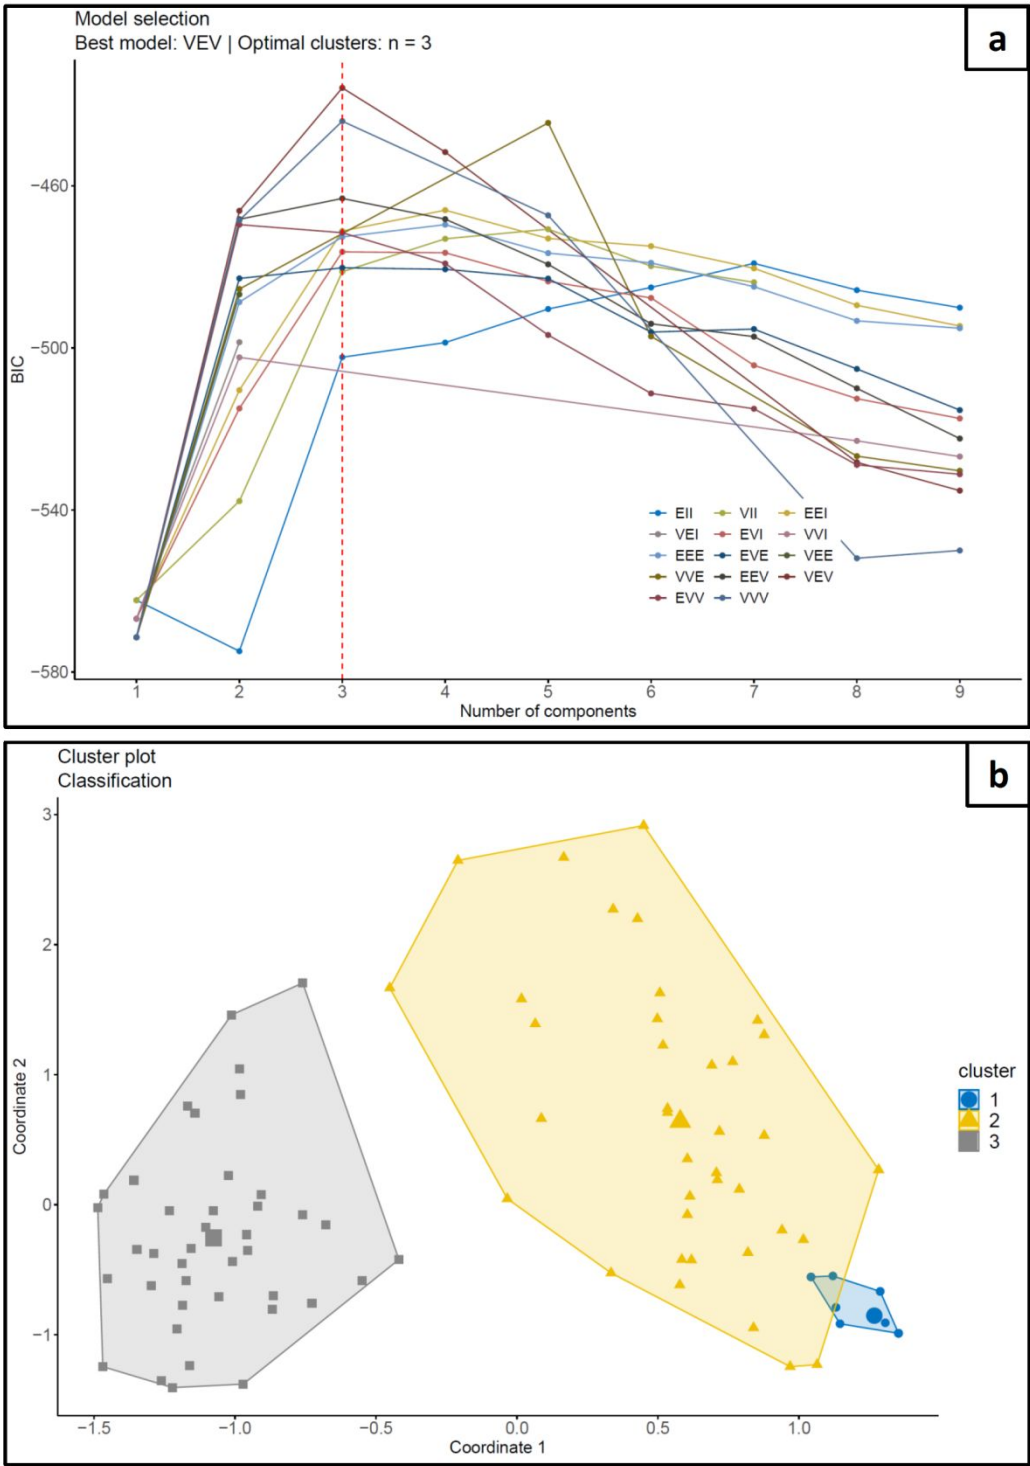 Model selection
Best model: VEV | Optimal clusters: n = 3
a
−460
−500
−540
−580
BIC
EII VII EEI
VEI EVI VVI
EEE EVE VEE
VVE EEV VEV
EVV VVV
1 2 3 4 5 6 7 8 9
Number of components
Cluster plot
Classification
b
3
2
1
0
−1
Coordinate 2
cluster
1
2
3
−1.5 −1.0 −0.5 0.0 0.5 1.0
Coordinate 1